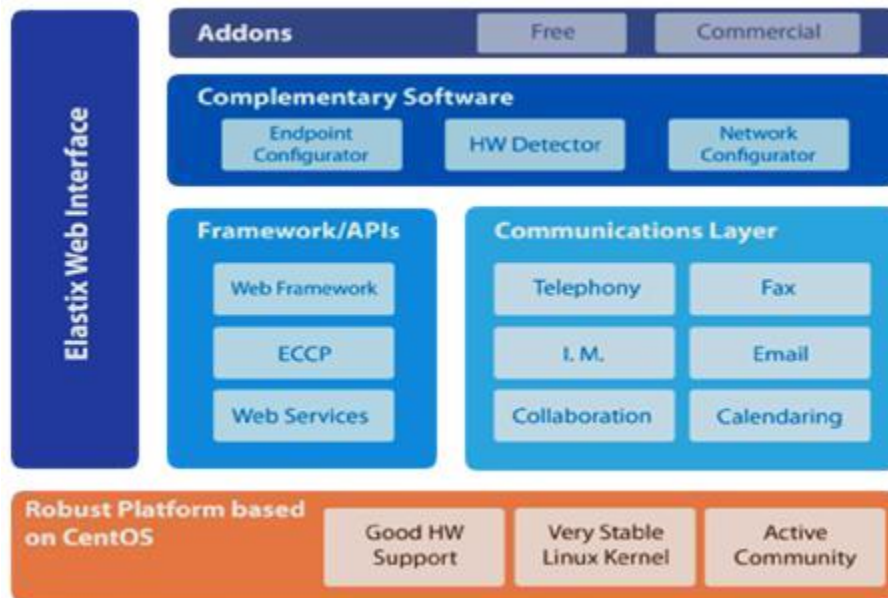 Elastix Web Interface
Addons
Free
Commercial
Complementary Software
Endpoint
Configurator
HW Detector
Network
Configurator
Framework/APIs
Web Framework
ECCP
Web Services
Communications Layer
Telephony
Fax
I. M.
Email
Collaboration
Calendaring
Robust Platform based
on CentOS
Good HW
Support
Very Stable
Linux Kernel
Active
Community